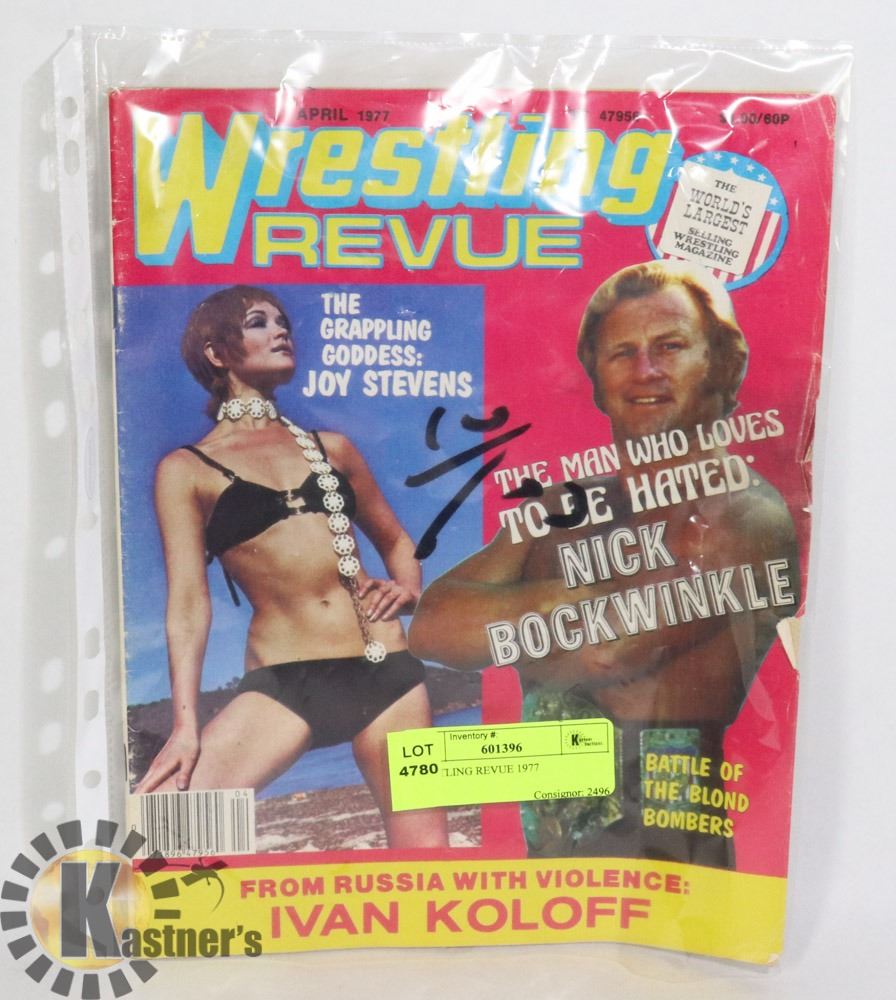 APRIL 1977
Wrestling
REVUE
THE
WORLD'S
LARGEST
SELLING
WRESTLING
MAGAZINE
THE
GRAPPLING
GODDESS:
JOY STEVENS
THE MAN WHO LOVES
TO BE HATED:
NICK
BOCKWINKLE
LOT
4780
Inventory #:
601396
LING REVUE 1977
Consignor: 2496
BATTLE OF
THE BLOND
BOMBERS
04
FROM RUSSIA WITH VIOLENCE:
IVAN KOLOFF
Kastner's